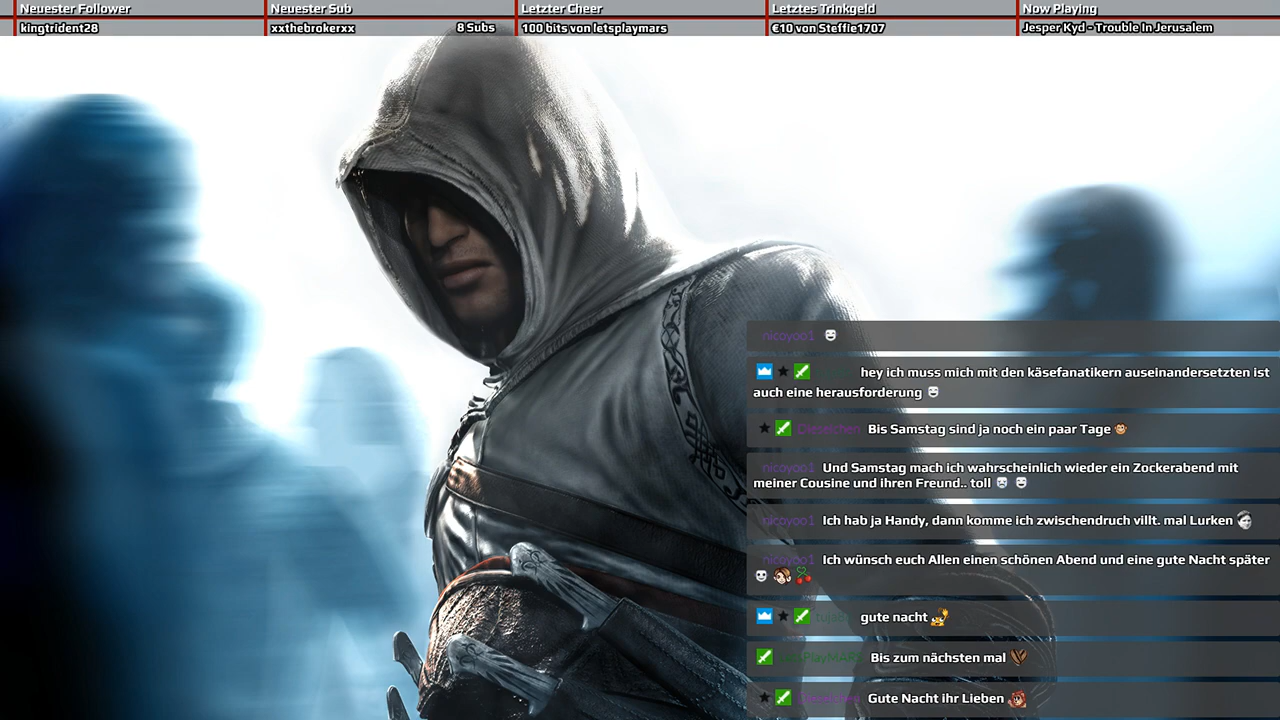 Neuester Follower
kingtrident28
Neuester Sub
xxthebrokerxx 8 Subs
Letzter Cheer
100 bits von letsplaymars
Letztes Trinkgeld
€10 von Steffie1707
Now Playing
Jesper Kyd - Trouble In Jerusalem
nicoyoo1
hey ich muss mich mit den käsefanatikern auseinandersetzten ist
auch eine herausforderung
Bis Samstag sind ja noch ein paar Tage
nicoyoo1 Und Samstag mach ich wahrscheinlich wieder ein Zockerabend mit
meiner Cousine und ihren Freund.. toll
nicoyoo1 Ich hab ja Handy, dann komme ich zwischendruch villt. mal Lurken
nicoyoo1 Ich wünsch euch Allen einen schönen Abend und eine gute Nacht später
gute nacht
Bis zum nächsten mal
Gute Nacht ihr Lieben